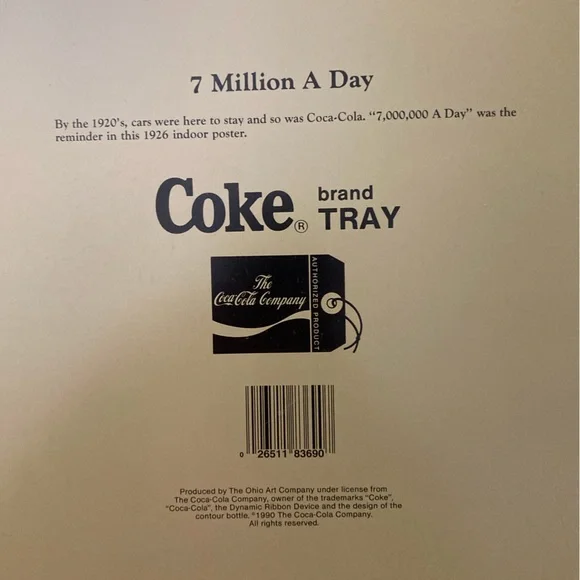 7 Million A Day
By the 1920's, cars were here to stay and so was Coca-Cola. “7,000,000 A Day” was the
reminder in this 1926 indoor poster.
Coke® brand
TRAY
The
Coca-Cola Company
AUTHORIZED PRODUCT
0 26511 83690
Produced by The Ohio Art Company under license from
The Coca-Cola Company, owner of the trademarks “Coke”,
“Coca-Cola”, the Dynamic Ribbon Device and the design of the
contour bottle. ©1990 The Coca-Cola Company.
All rights reserved.